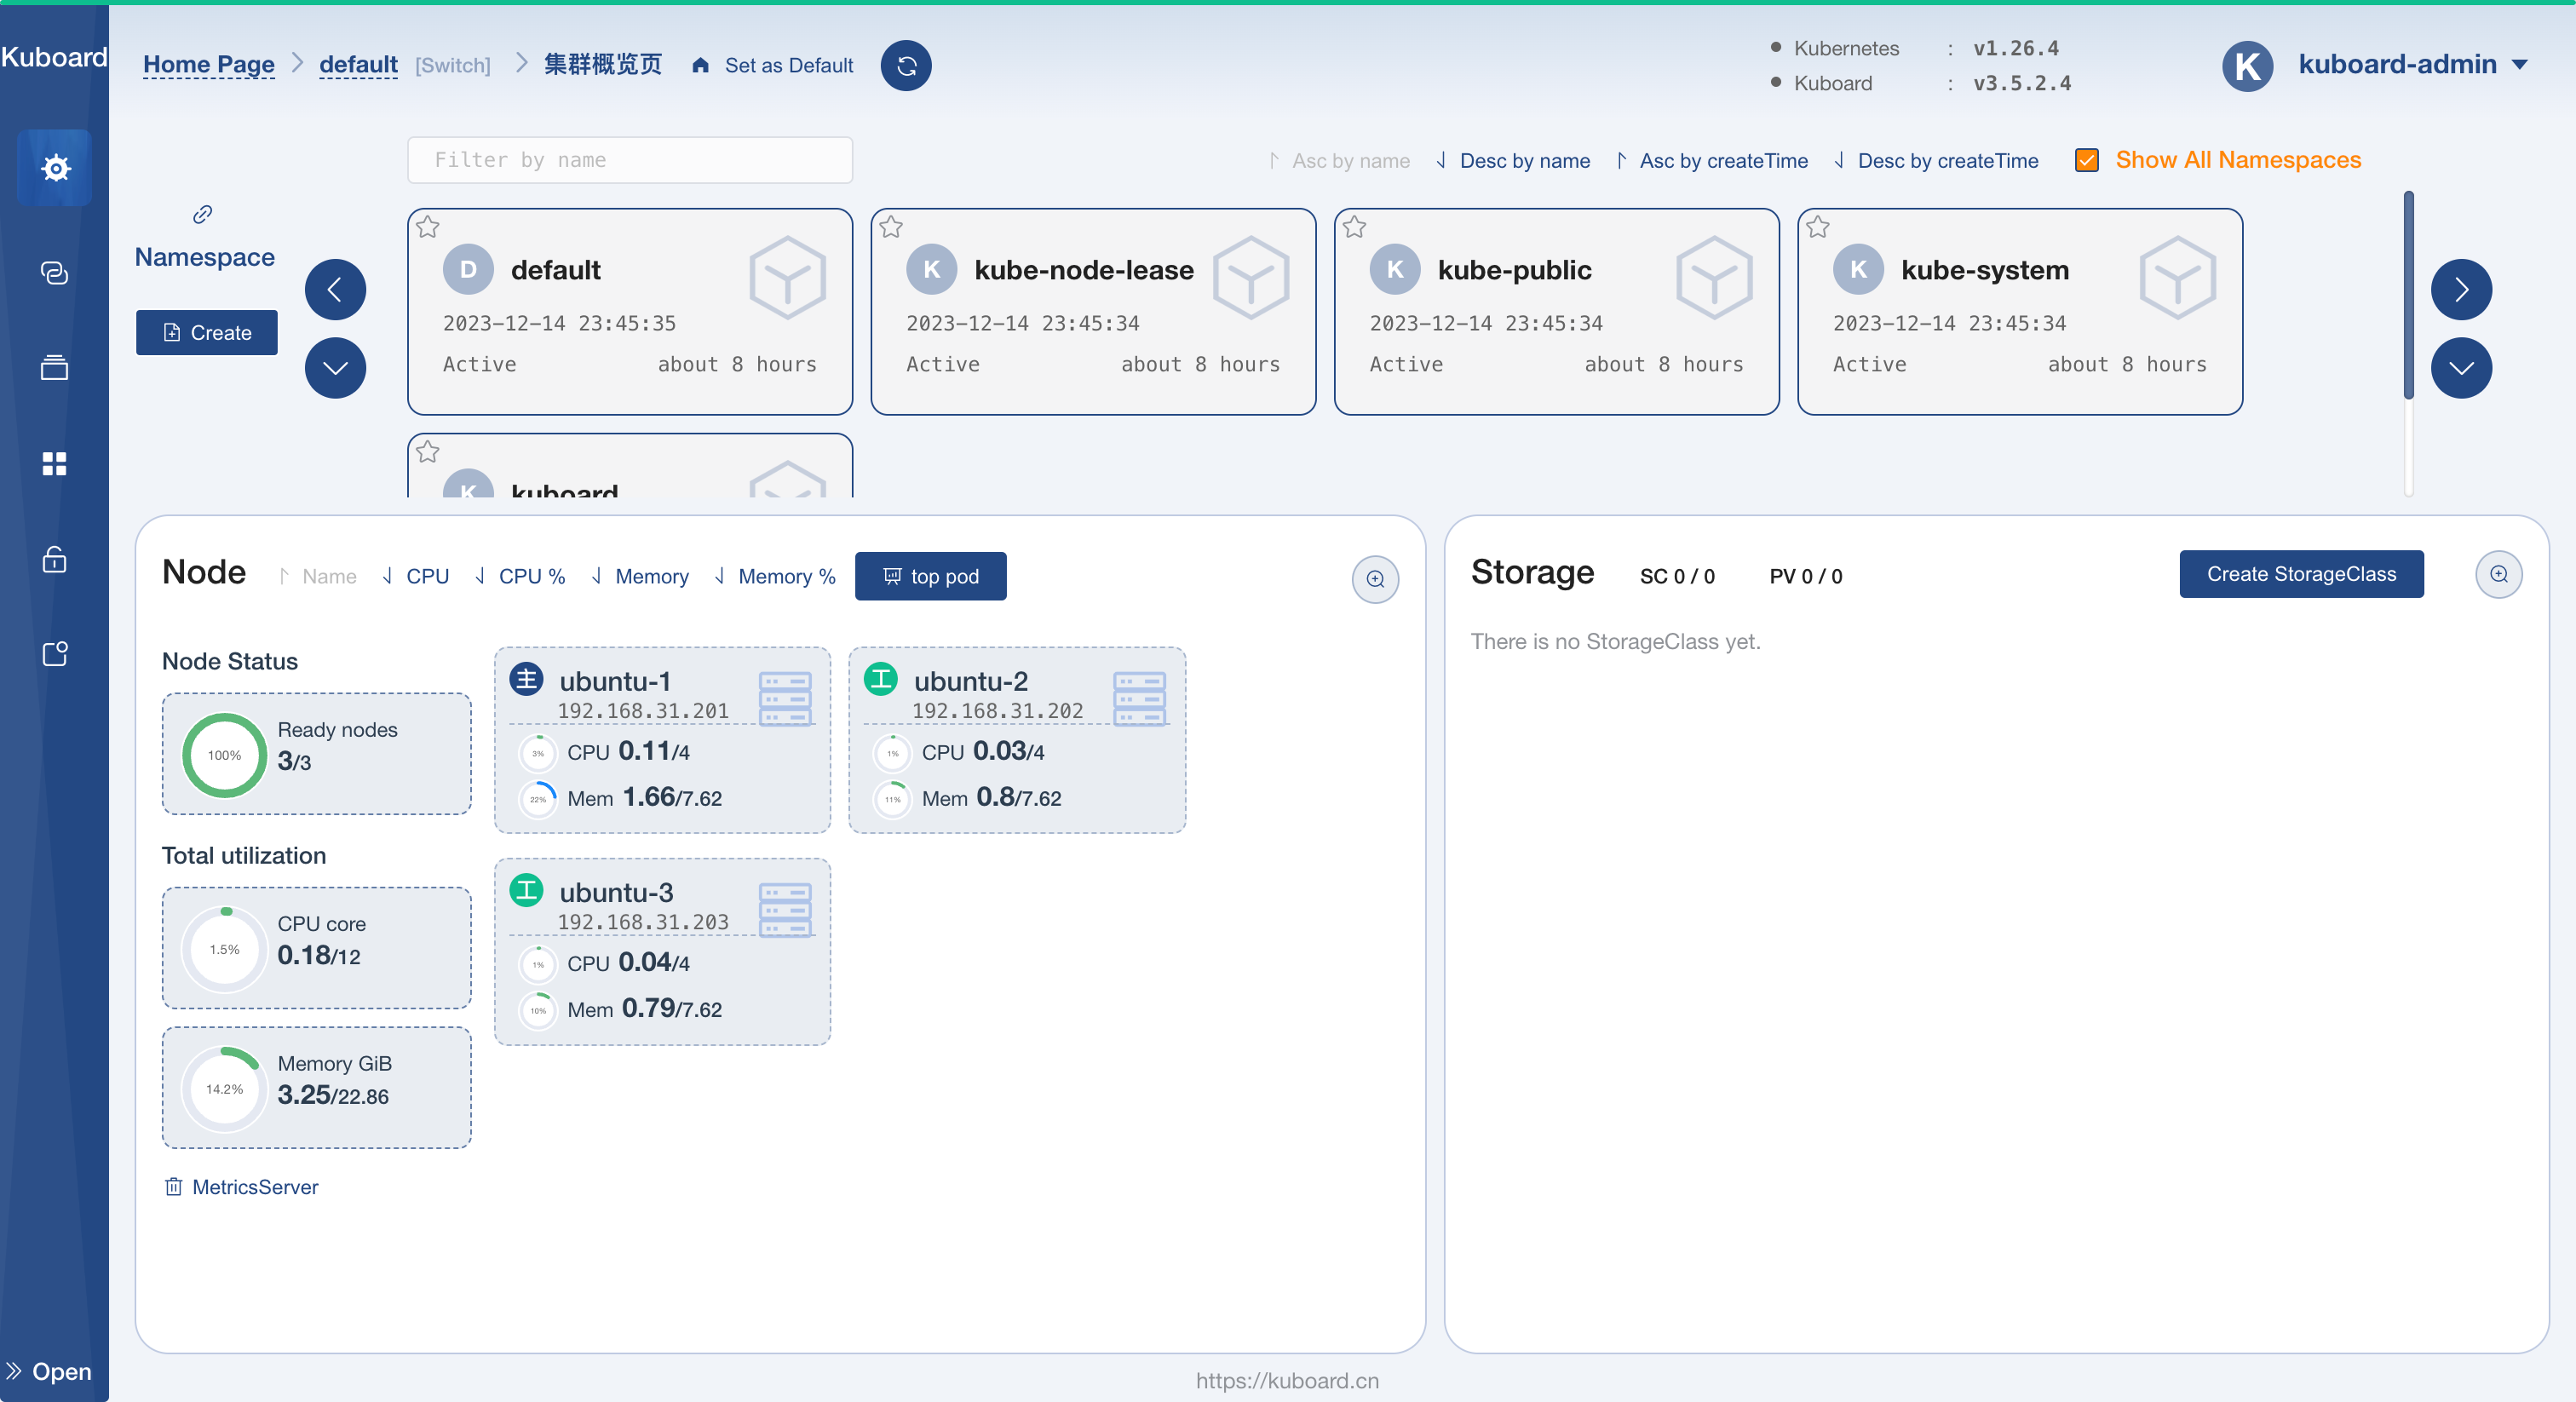 Kuboard
Home Page
default
[Switch]
集群概览页
Set as Default
Kubernetes : v1.26.4
Kuboard : v3.5.2.4
K
kuboard-admin
Filter by name
Asc by name
Desc by name
Asc by createTime
Desc by createTime
Show All Namespaces
Namespace
Create
D
default
2023-12-14 23:45:35
Active
about 8 hours
K
kube-node-lease
2023-12-14 23:45:34
Active
about 8 hours
K
kube-public
2023-12-14 23:45:34
Active
about 8 hours
K
kube-system
2023-12-14 23:45:34
Active
about 8 hours
K
kuboard
Node
Name
CPU
CPU %
Memory
Memory %
top pod
Node Status
100%
Ready nodes
3/3
Total utilization
1.5%
CPU core
0.18/12
14.2%
Memory GiB
3.25/22.86
MetricsServer
主
ubuntu-1
192.168.31.201
3%
CPU 0.11/4
22%
Mem 1.66/7.62
工
ubuntu-2
192.168.31.202
1%
CPU 0.03/4
11%
Mem 0.8/7.62
工
ubuntu-3
192.168.31.203
1%
CPU 0.04/4
10%
Mem 0.79/7.62
Storage
SC 0 / 0
PV 0 / 0
Create StorageClass
There is no StorageClass yet.
Open
https://kuboard.cn